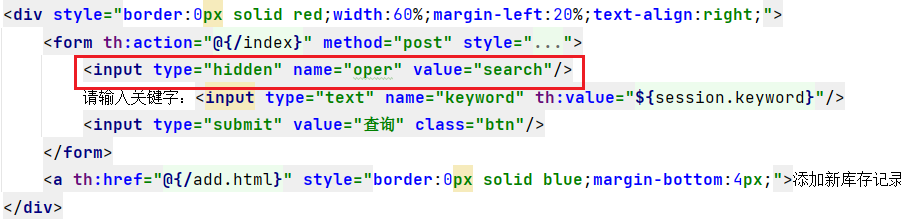 <div style="border:0px solid red;width:60%;margin-left:20%;text-align:right;">
<form th:action="@{/index}" method="post" style="...">
<input type="hidden" name="oper" value="search"/>
请输入关键字：<input type="text" name="keyword" th:value="${session.keyword}"/>
<input type="submit" value="查询" class="btn"/>
</form>
<a th:href="@{/add.html}" style="border:0px solid blue;margin-bottom:4px;">添加新库存记录
</div>